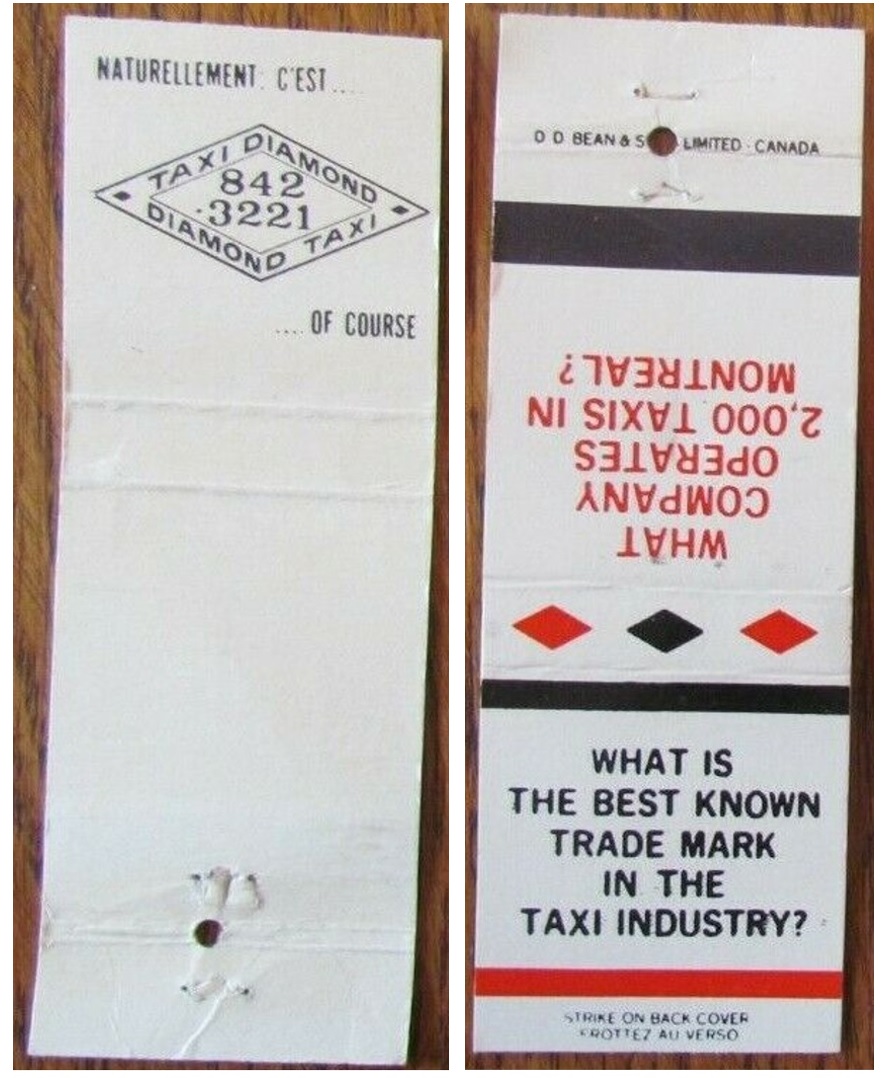 NATURELLEMENT: C'EST....
TAXI DIAMOND
842
-3221
DIAMOND TAXI
....OF COURSE
D D BEAN & S LIMITED · CANADA
WHAT
COMPANY
OPERATES
2,000 TAXIS IN
MONTREAL?
WHAT IS
THE BEST KNOWN
TRADE MARK
IN THE
TAXI INDUSTRY?
STRIKE ON BACK COVER
FROTTEZ AU VERSO